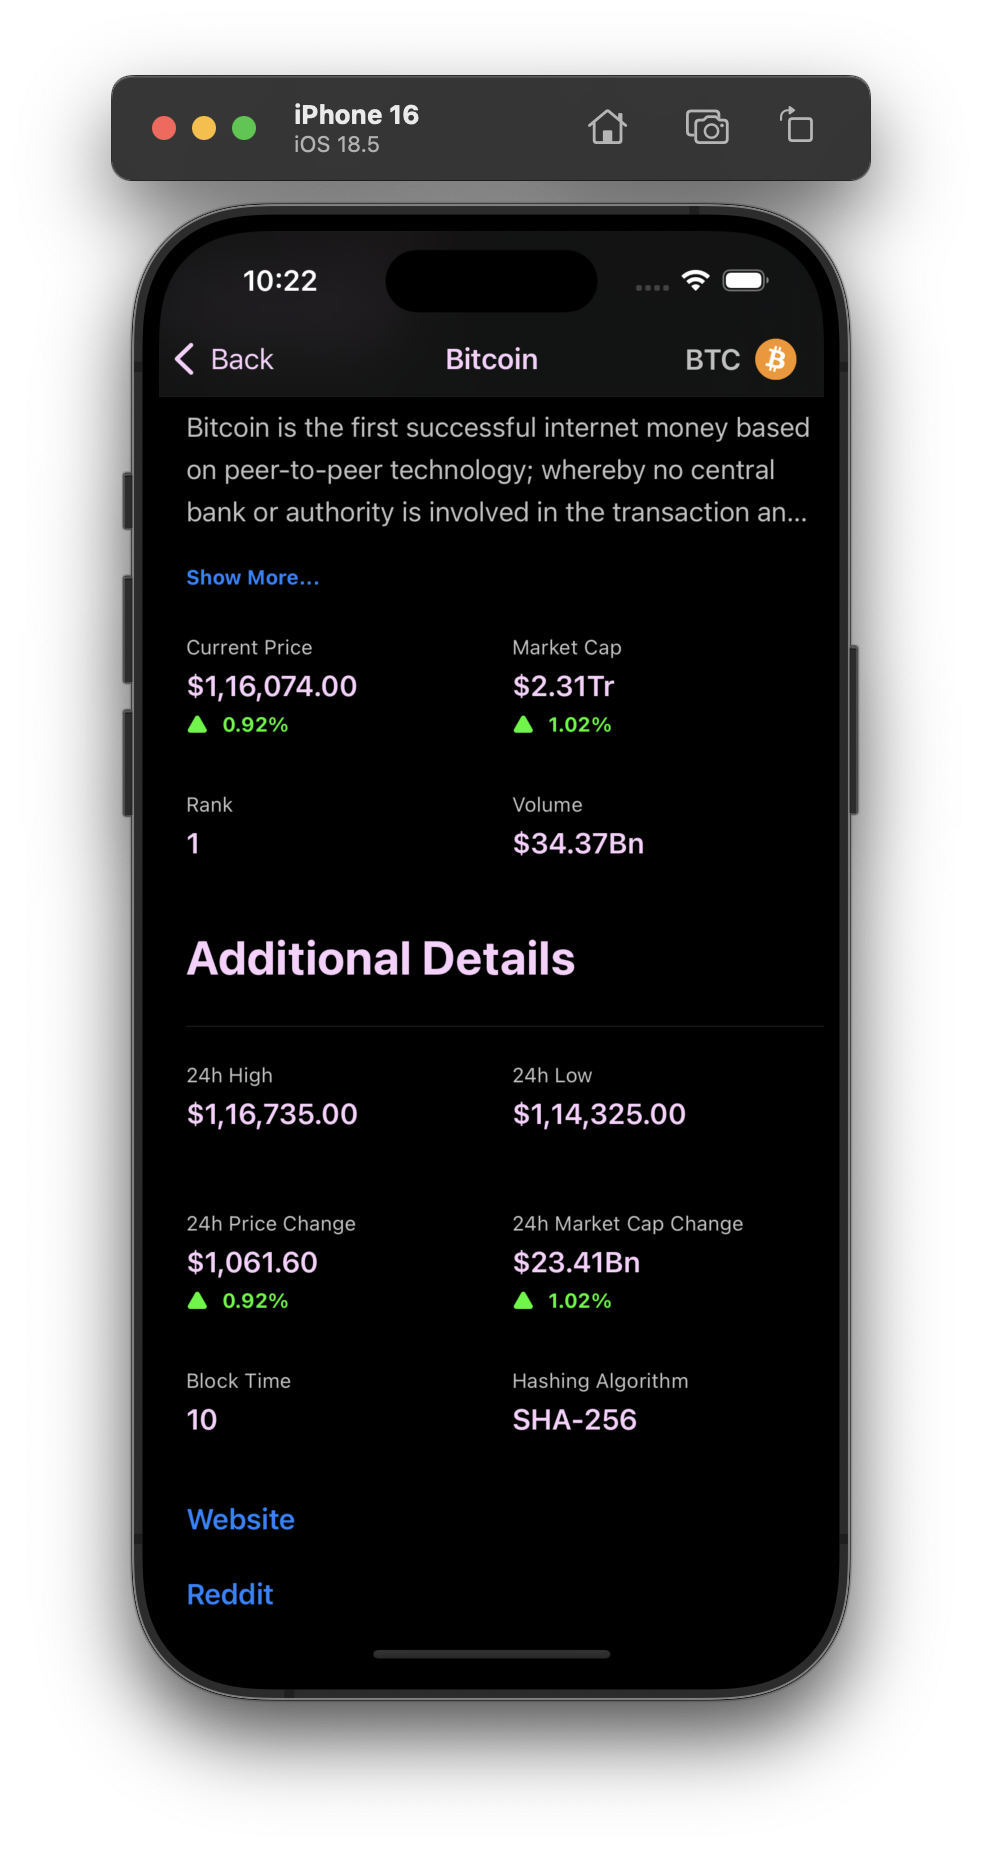 iPhone 16
iOS 18.5
10:22
Back
Bitcoin
BTC
Bitcoin is the first successful internet money based
on peer-to-peer technology; whereby no central
bank or authority is involved in the transaction an...
Show More...
Current Price
Market Cap
$1,16,074.00
$2.31Tr
0.92%
1.02%
Rank
Volume
1
$34.37Bn
Additional Details
24h High
24h Low
$1,16,735.00
$1,14,325.00
24h Price Change
24h Market Cap Change
$1,061.60
$23.41Bn
0.92%
1.02%
Block Time
Hashing Algorithm
10
SHA-256
Website
Reddit